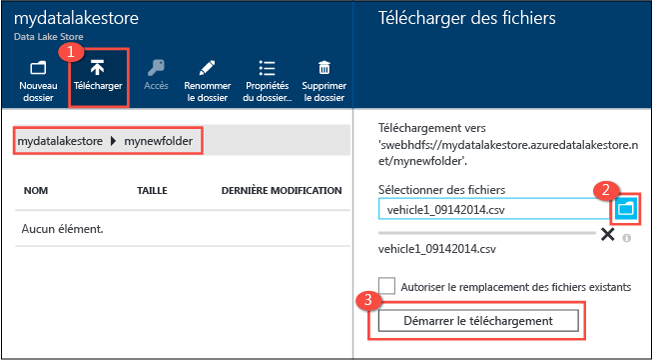 mydatalakestore
Data Lake Store
1
Nouveau
dossier
Télécharger
Accès
Renommer
le dossier
Propriétés
du dossier...
Supprimer
le dossier
mydatalakestore mynewfolder
NOM TAILLE DERNIÈRE MODIFICATION
Aucun élément.
Télécharger des fichiers
Téléchargement vers
'swebhdfs://mydatalakestore.azuredatalakestore.n
et/mynewfolder'.
Sélectionner des fichiers
2
vehicle1_09142014.csv
vehicle1_09142014.csv
Autoriser le remplacement des fichiers existants
3
Démarrer le téléchargement